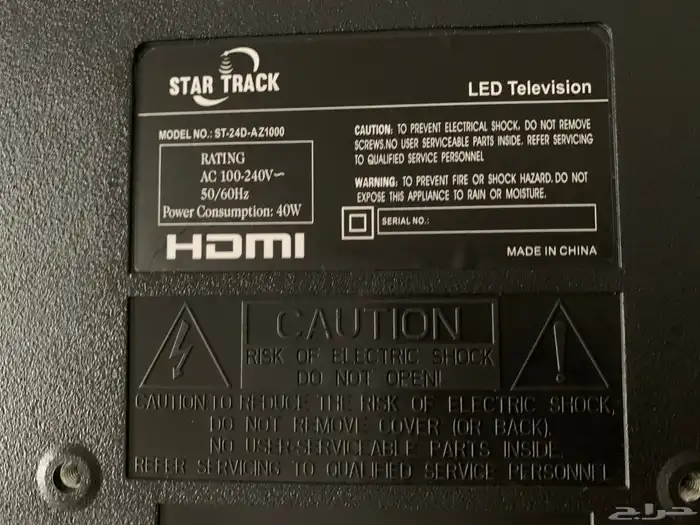 STAR TRACK
LED Television
MODEL NO.: ST-24D-AZ1000
RATING
AC 100-240V~
50/60Hz
Power Consumption: 40W
HDMI
CAUTION: TO PREVENT ELECTRICAL SHOCK, DO NOT REMOVE
SCREWS.NO USER SERVICEABLE PARTS INSIDE. REFER SERVICING
TO QUALIFIED SERVICE PERSONNEL
WARNING: TO PREVENT FIRE OR SHOCK HAZARD. DO NOT
EXPOSE THIS APPLIANCE TO RAIN OR MOISTURE.
SERIAL NO.:
MADE IN CHINA
CAUTION
RISK OF ELECTRIC SHOCK
DO NOT OPEN!
CAUTION:TO REDUCE THE RISK OF ELECTRIC SHOCK,
DO NOT REMOVE COVER (OR BACK).
NO USER-SERVICEABLE PARTS INSIDE.
REFER SERVICING TO QUALIFIED SERVICE PERSONNEL
حراج